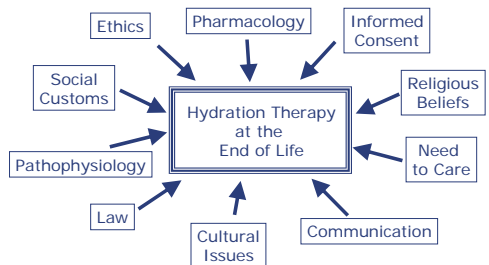 Ethics
Pharmacology
Informed
Consent
Social
Customs
Hydration Therapy
at the
End of Life
Religious
Beliefs
Pathophysiology
Need
to Care
Law
Cultural
Issues
Communication